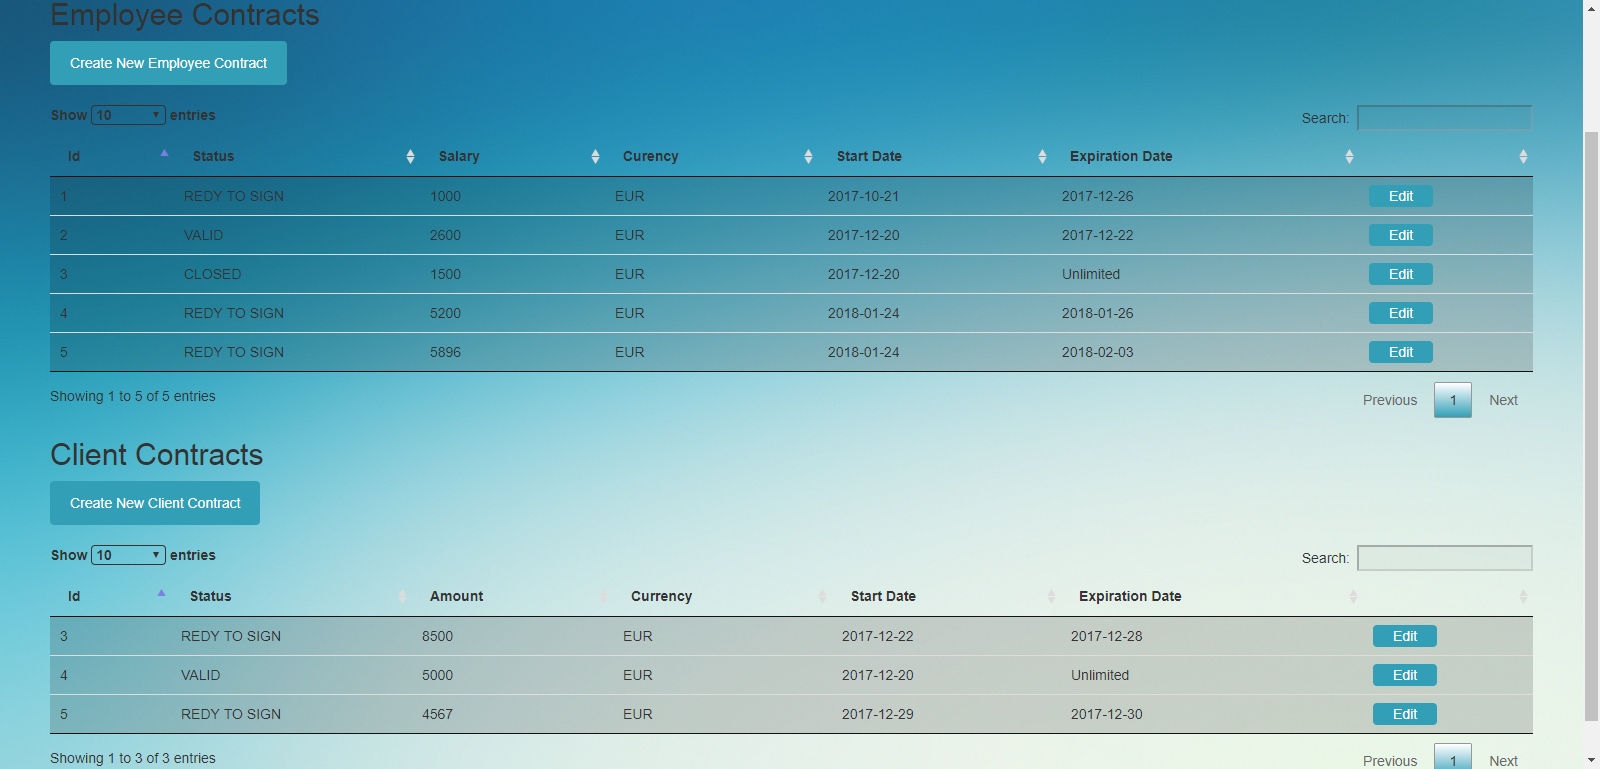 Employee Contracts
Create New Employee Contract
Show 10 entries Search:
Id Status Salary Curency Start Date Expiration Date
1 REDY TO SIGN 1000 EUR 2017-10-21 2017-12-26 Edit
2 VALID 2600 EUR 2017-12-20 2017-12-22 Edit
3 CLOSED 1500 EUR 2017-12-20 Unlimited Edit
4 REDY TO SIGN 5200 EUR 2018-01-24 2018-01-26 Edit
5 REDY TO SIGN 5896 EUR 2018-01-24 2018-02-03 Edit
Showing 1 to 5 of 5 entries Previous 1 Next
Client Contracts
Create New Client Contract
Show 10 entries Search:
Id Status Amount Currency Start Date Expiration Date
3 REDY TO SIGN 8500 EUR 2017-12-22 2017-12-28 Edit
4 VALID 5000 EUR 2017-12-20 Unlimited Edit
5 REDY TO SIGN 4567 EUR 2017-12-29 2017-12-30 Edit
Showing 1 to 3 of 3 entries Previous 1 Next